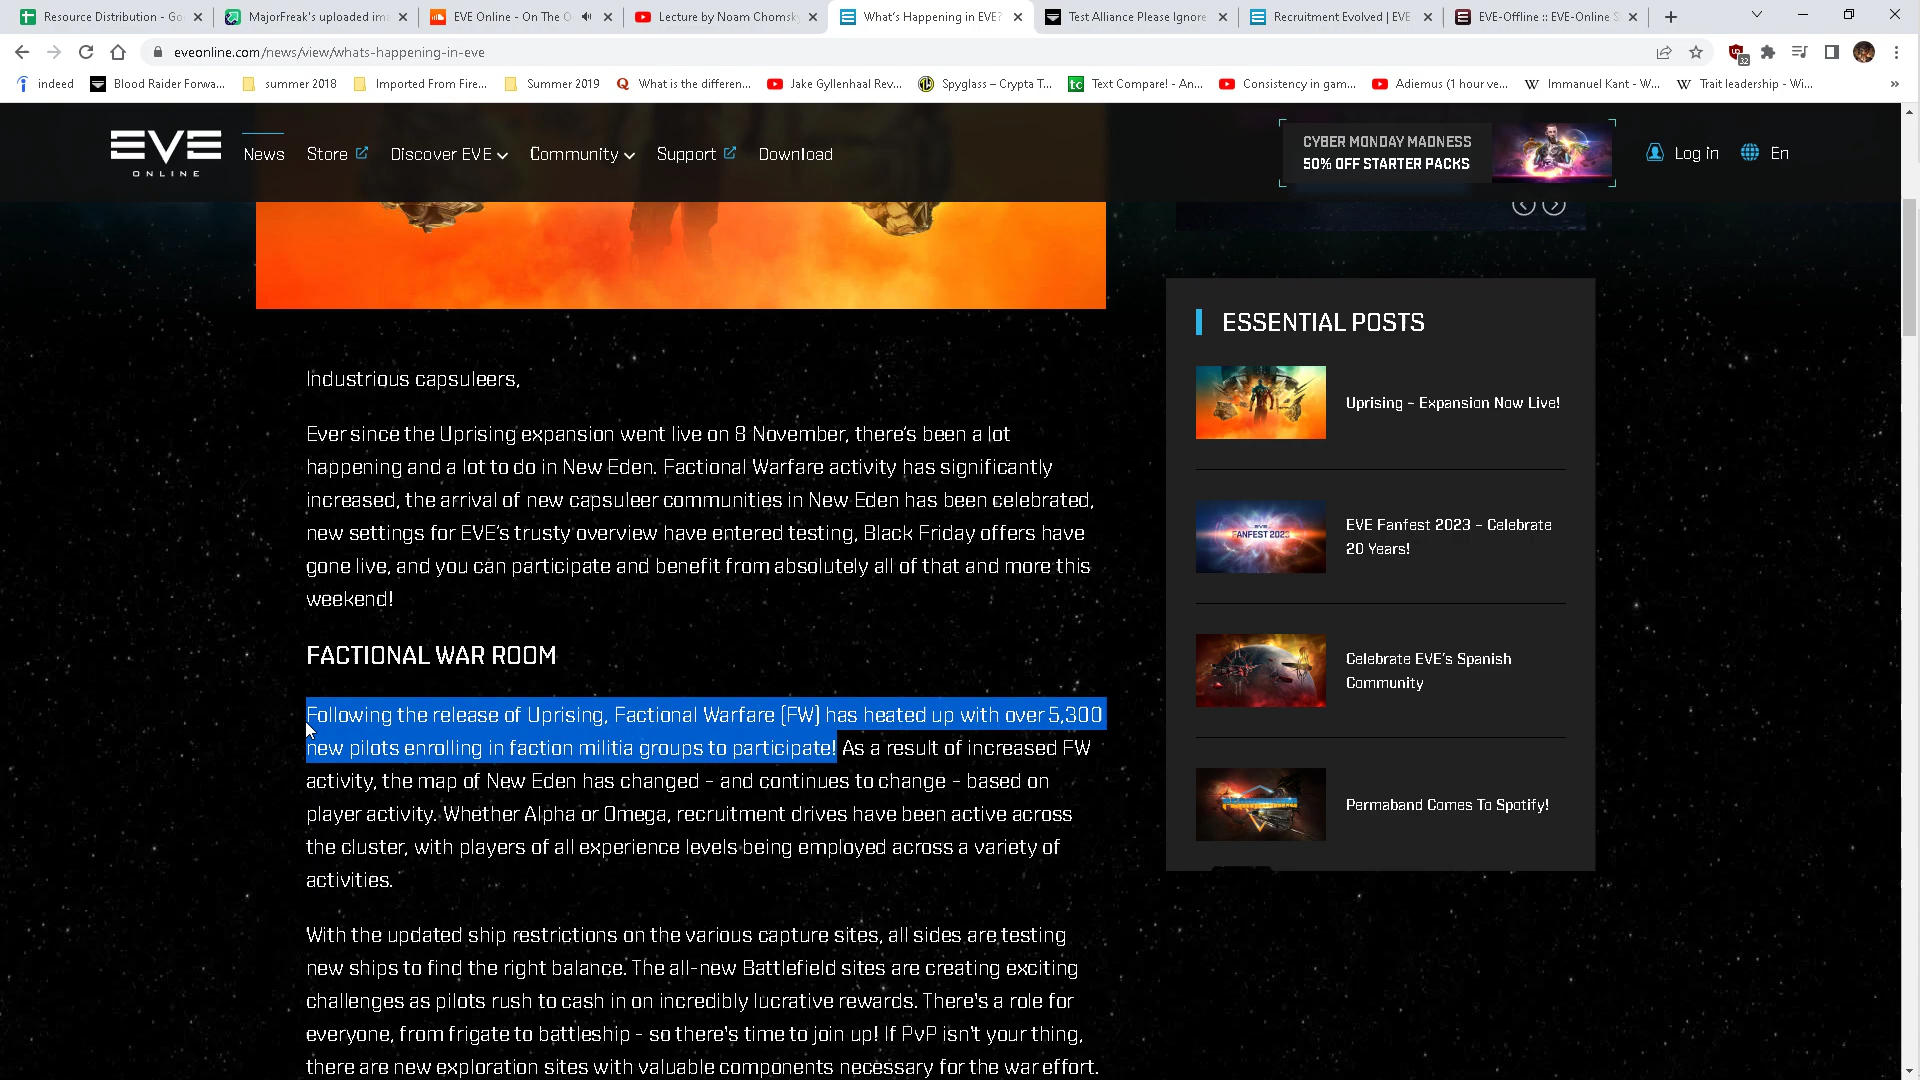 Resource Distribution - Go
MajorFreak's uploaded im
EVE Online - On The O
Lecture by Noam Chomsk
What's Happening in EVE?
Test Alliance Please Ignore
Recruitment Evolved | EVE
EVE-Offline :: EVE-Online S
eveonline.com/news/view/whats-happening-in-eve
32
indeed
Blood Raider Forwa...
summer 2018
Imported From Fire...
Summer 2019
What is the differen...
Jake Gyllenhaal Rev...
Spyglass – Crypta T...
tc
Text Compare! - An...
Consistency in gam...
Adiemus (1 hour ve...
Immanuel Kant - W...
Trait leadership - Wi...
»
EVE
ONLINE
News
Store
Discover EVE
Community
Support
Download
CYBER MONDAY MADNESS
50% OFF STARTER PACKS
Log in
En
Industrious capsuleers,
Ever since the Uprising expansion went live on 8 November, there's been a lot
happening and a lot to do in New Eden. Factional Warfare activity has significantly
increased, the arrival of new capsuleer communities in New Eden has been celebrated,
new settings for EVE's trusty overview have entered testing, Black Friday offers have
gone live, and you can participate and benefit from absolutely all of that and more this
weekend!
FACTIONAL WAR ROOM
Following the release of Uprising, Factional Warfare (FW) has heated up with over 5,300
new pilots enrolling in faction militia groups to participate! As a result of increased FW
activity, the map of New Eden has changed – and continues to change – based on
player activity. Whether Alpha or Omega, recruitment drives have been active across
the cluster, with players of all experience levels being employed across a variety of
activities.
With the updated ship restrictions on the various capture sites, all sides are testing
new ships to find the right balance. The all-new Battlefield sites are creating exciting
challenges as pilots rush to cash in on incredibly lucrative rewards. There's a role for
everyone, from frigate to battleship - so there's time to join up! If PvP isn't your thing,
there are new exploration sites with valuable components necessary for the war effort.
ESSENTIAL POSTS
Uprising – Expansion Now Live!
EVE
FANFEST 2023
EVE Fanfest 2023 – Celebrate
20 Years!
Celebrate EVE's Spanish
Community
PERMABAND
Permaband Comes To Spotify!